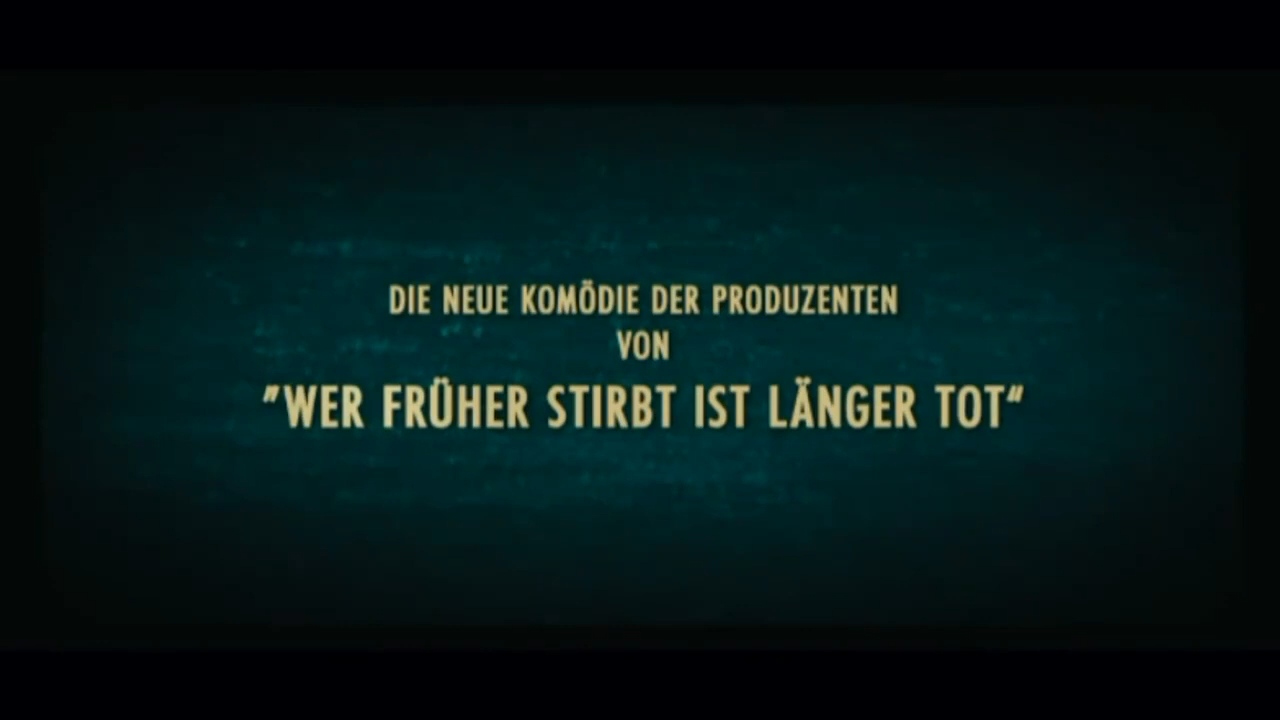 DIE NEUE KOMÖDIE DER PRODUZENTEN
VON
”WER FRÜHER STIRBT IST LÄNGER TOT“